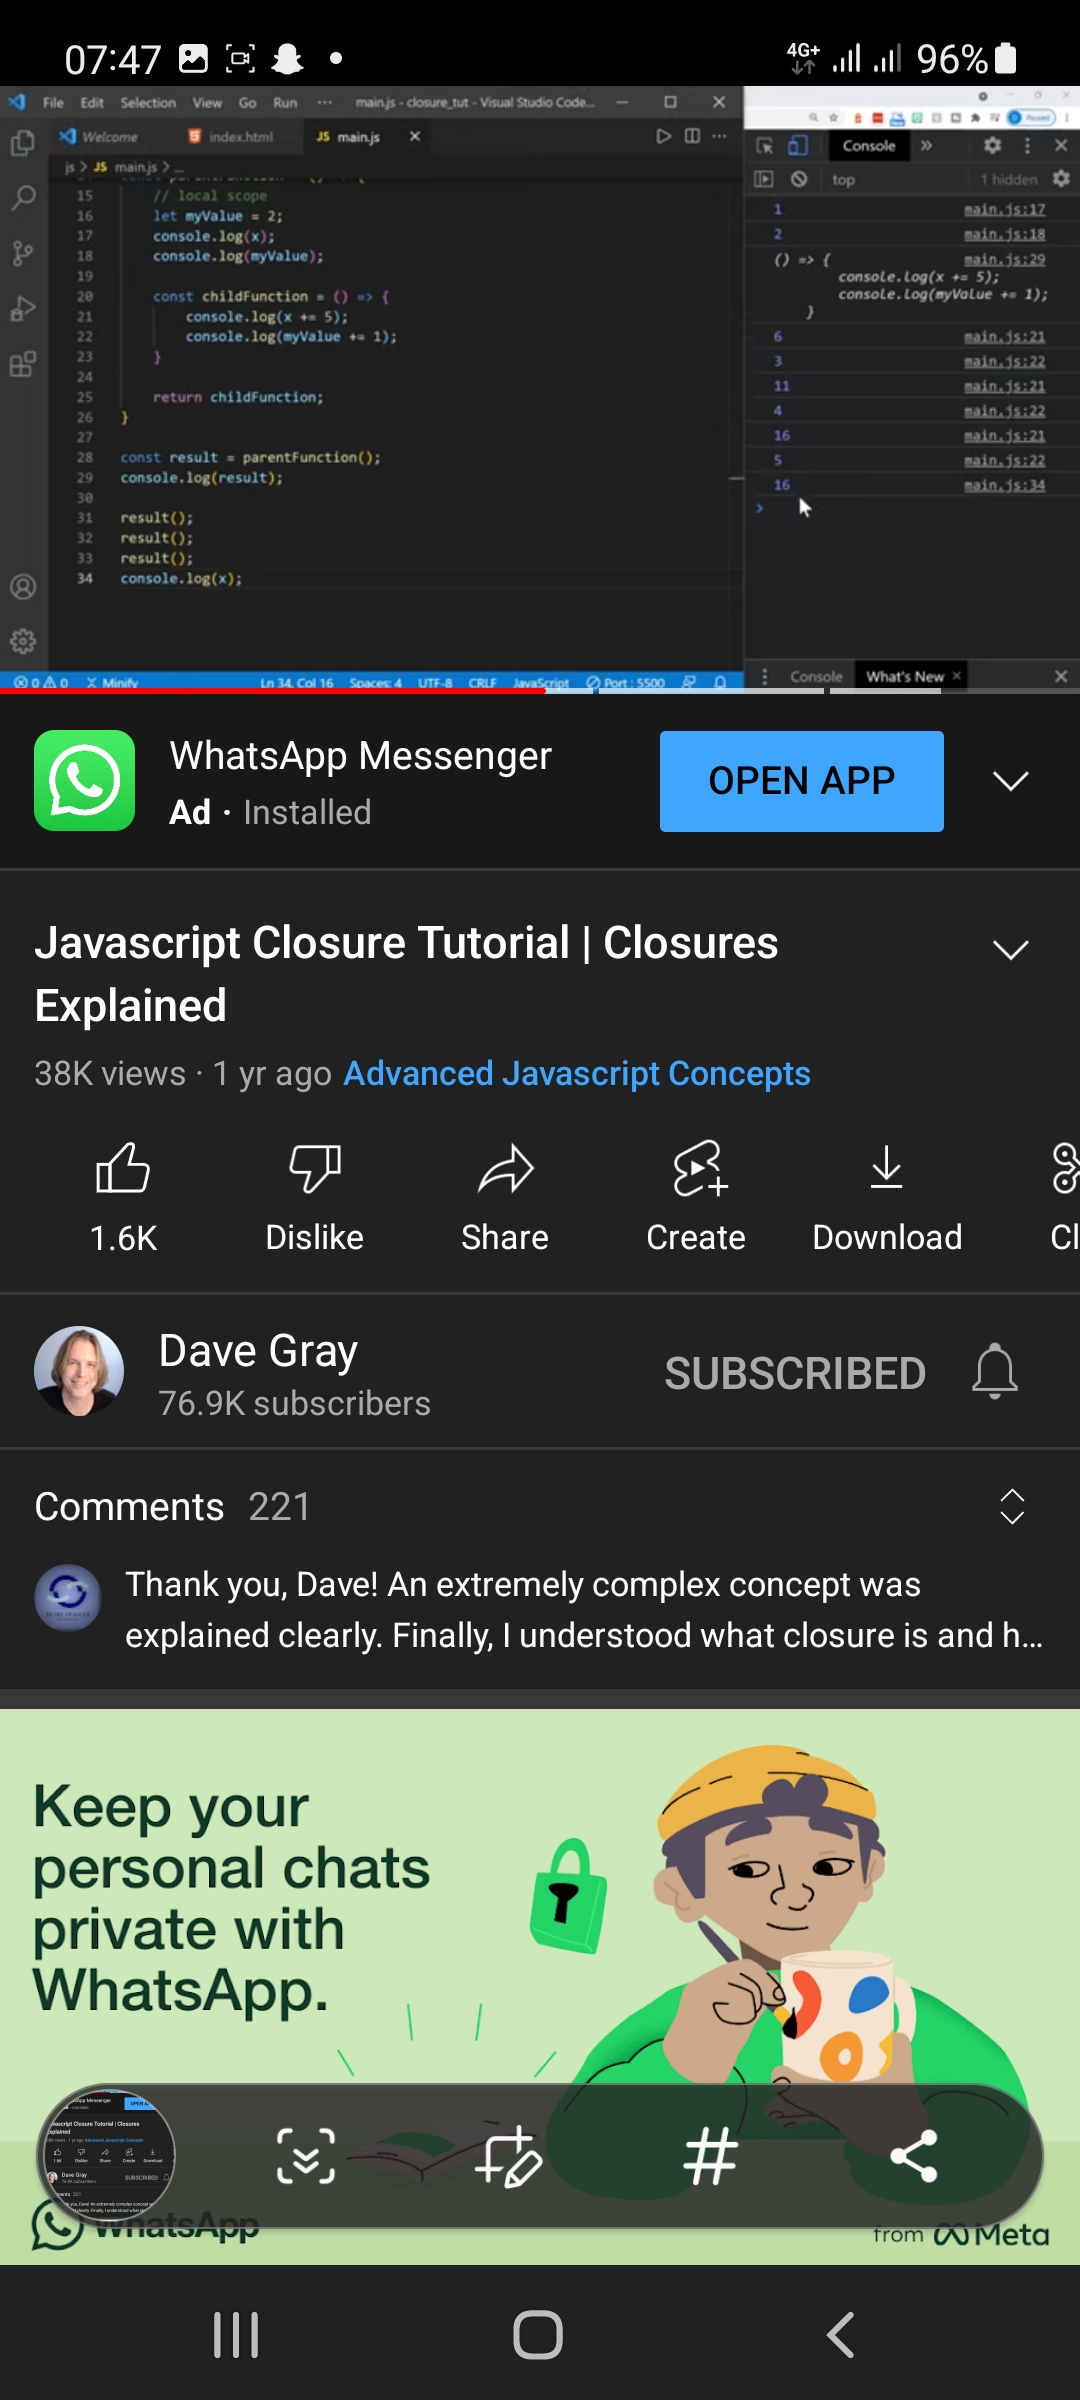 07:47
4G+ 96%
File Edit Selection View Go Run ··· main.js - closure_tut - Visual Studio Code...
Welcome index.html JS main.js
js > JS main.js > ...
15 // local scope
16 let myValue = 2;
17 console.log(x);
18 console.log(myValue);
19
20 const childFunction = () => {
21 console.log(x += 5);
22 console.log(myValue += 1);
23 }
24
25 return childFunction;
26 }
27
28 const result = parentFunction();
29 console.log(result);
30
31 result();
32 result();
33 result();
34 console.log(x);
0 0 Minify Ln 34, Col 16 Spaces: 4 UTF-8 CRLF JavaScript Port : 5500
Paused
Console »
top 1 hidden
1 main.js:17
2 main.js:18
() => { main.js:29
console.log(x += 5);
console.log(myValue += 1);
}
6 main.js:21
3 main.js:22
11 main.js:21
4 main.js:22
16 main.js:21
5 main.js:22
16 main.js:34
>
Console What's New
WhatsApp Messenger
Ad · Installed
OPEN APP
Javascript Closure Tutorial | Closures
Explained
38K views · 1 yr ago Advanced Javascript Concepts
1.6K Dislike Share Create Download Cl
Dave Gray
76.9K subscribers
SUBSCRIBED
Comments 221
Thank you, Dave! An extremely complex concept was
explained clearly. Finally, I understood what closure is and h...
Keep your
personal chats
private with
WhatsApp.
#
WhatsApp
from Meta